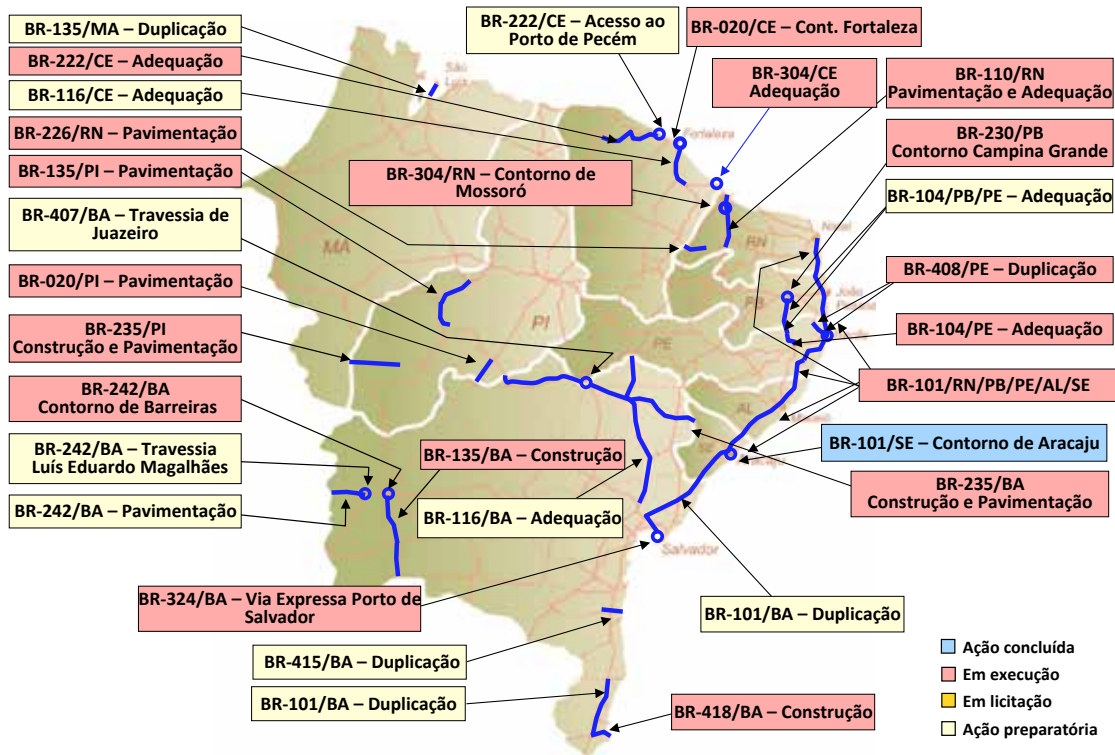 BR-135/MA – Duplicação
BR-222/CE – Adequação
BR-116/CE – Adequação
BR-226/RN – Pavimentação
BR-135/PI – Pavimentação
BR-407/BA – Travessia de
Juazeiro
BR-020/PI – Pavimentação
BR-235/PI
Construção e Pavimentação
BR-242/BA
Contorno de Barreiras
BR-242/BA – Travessia
Luís Eduardo Magalhães
BR-242/BA – Pavimentação
BR-222/CE – Acesso ao
Porto de Pecém
BR-020/CE – Cont. Fortaleza
BR-304/CE
Adequação
BR-110/RN
Pavimentação e Adequação
BR-230/PB
Contorno Campina Grande
BR-104/PB/PE – Adequação
BR-408/PE – Duplicação
BR-104/PE – Adequação
BR-101/RN/PB/PE/AL/SE
BR-101/SE – Contorno de Aracaju
BR-235/BA
Construção e Pavimentação
BR-304/RN – Contorno de
Mossoró
BR-135/BA – Construção
BR-116/BA – Adequação
BR-324/BA – Via Expressa Porto de
Salvador
BR-101/BA – Duplicação
BR-415/BA – Duplicação
BR-101/BA – Duplicação
BR-418/BA – Construção
São
Fortaleza
Natal
João
MA
PI
RN
PB
PE
AL
SE
Salvador
Ação concluída
Em execução
Em licitação
Ação preparatória